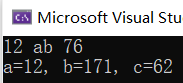 Microsoft Visual Stu
12 ab 76
a=12, b=171, c=62